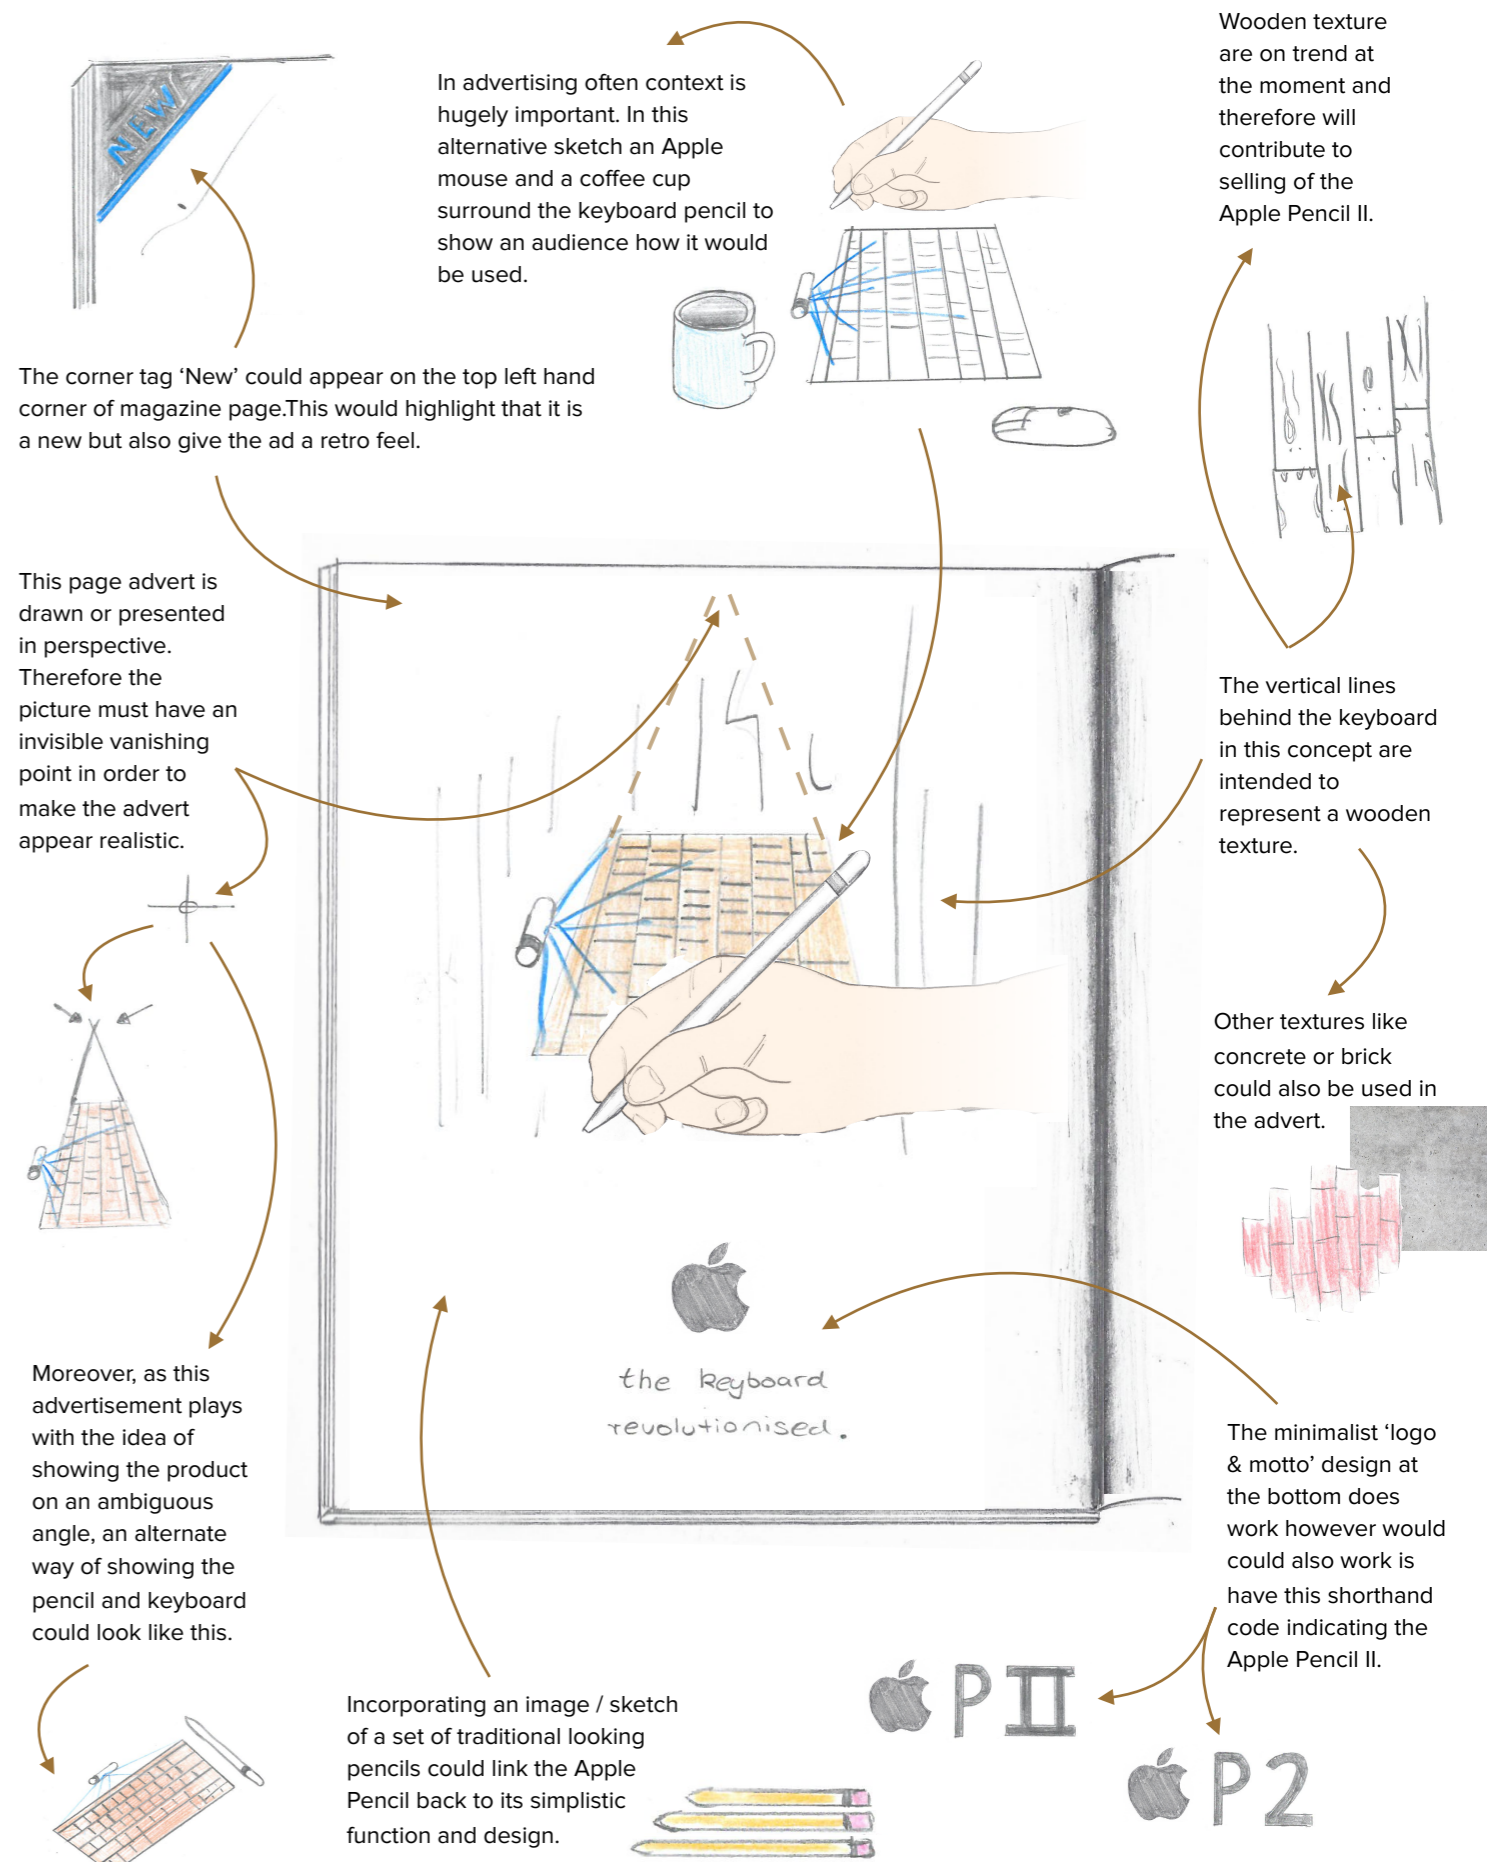 NEW
In advertising often context is
hugely important. In this
alternative sketch an Apple
mouse and a coffee cup
surround the keyboard pencil to
show an audience how it would
be used.
Wooden texture
are on trend at
the moment and
therefore will
contribute to
selling of the
Apple Pencil II.
The corner tag ‘New’ could appear on the top left hand
corner of magazine page.This would highlight that it is
a new but also give the ad a retro feel.
This page advert is
drawn or presented
in perspective.
Therefore the
picture must have an
invisible vanishing
point in order to
make the advert
appear realistic.
The vertical lines
behind the keyboard
in this concept are
intended to
represent a wooden
texture.
Other textures like
concrete or brick
could also be used in
the advert.
the keyboard
revolutionised.
Moreover, as this
advertisement plays
with the idea of
showing the product
on an ambiguous
angle, an alternate
way of showing the
pencil and keyboard
could look like this.
The minimalist ‘logo
& motto’ design at
the bottom does
work however would
could also work is
have this shorthand
code indicating the
Apple Pencil II.
Incorporating an image / sketch
of a set of traditional looking
pencils could link the Apple
Pencil back to its simplistic
function and design.
PII
P2